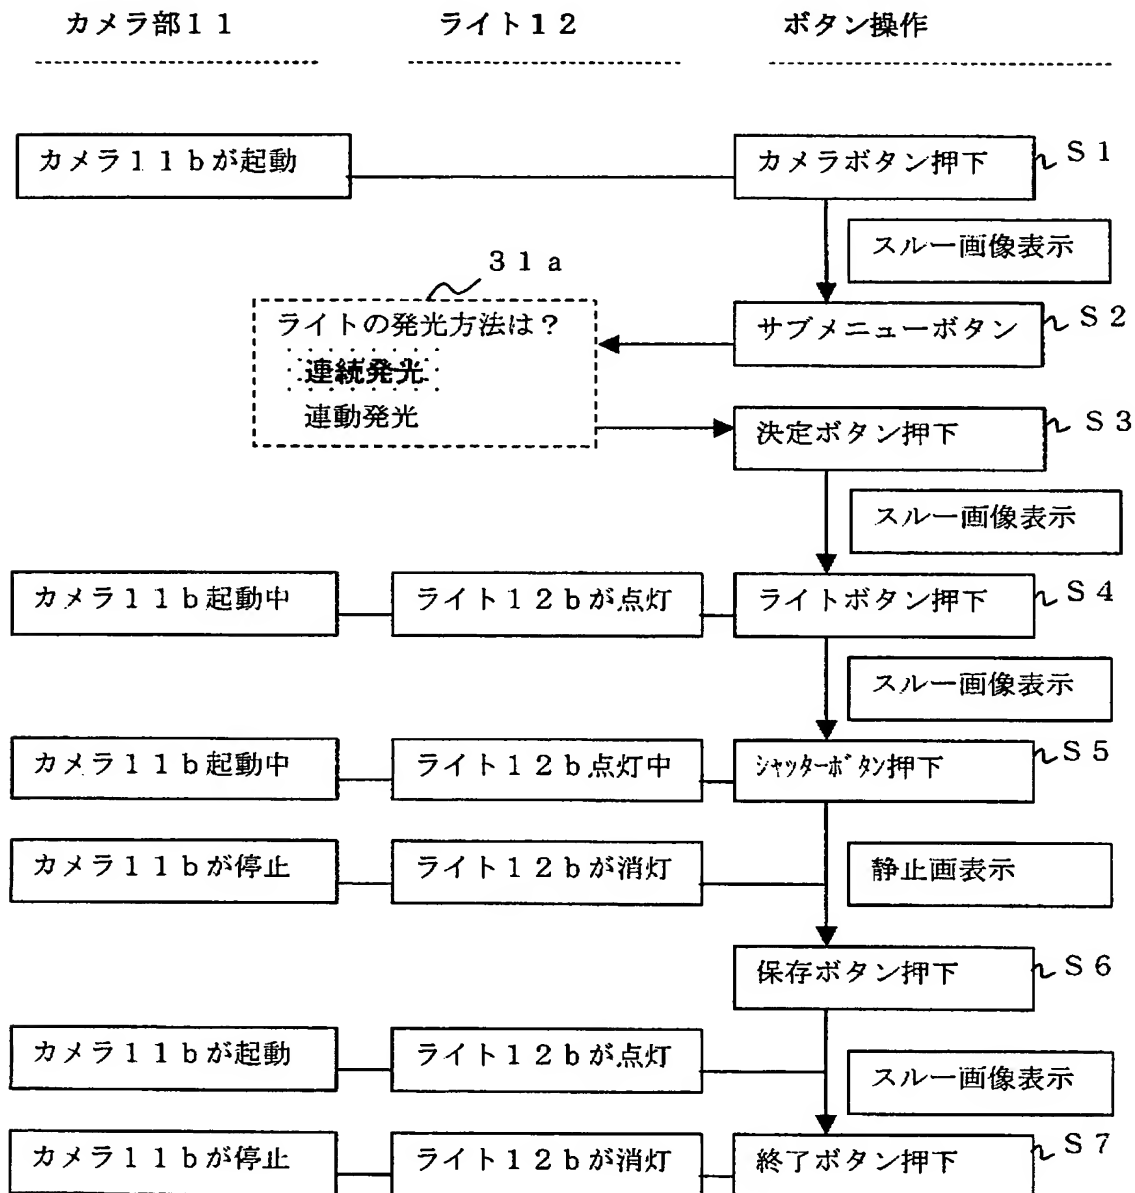 カメラ部１１ ライト１２ ボタン操作
カメラ１１ｂが起動 カメラボタン押下 Ｓ１
スルー画像表示
３１ａ
ライトの発光方法は？ サブメニューボタン Ｓ２
連続発光
連動発光 決定ボタン押下 Ｓ３
スルー画像表示
カメラ１１ｂ起動中 ライト１２ｂが点灯 ライトボタン押下 Ｓ４
スルー画像表示
カメラ１１ｂ起動中 ライト１２ｂ点灯中 ｼｬｯﾀｰﾎﾞﾀﾝ押下 Ｓ５
カメラ１１ｂが停止 ライト１２ｂが消灯 静止画表示
保存ボタン押下 Ｓ６
カメラ１１ｂが起動 ライト１２ｂが点灯 スルー画像表示
カメラ１１ｂが停止 ライト１２ｂが消灯 終了ボタン押下 Ｓ７